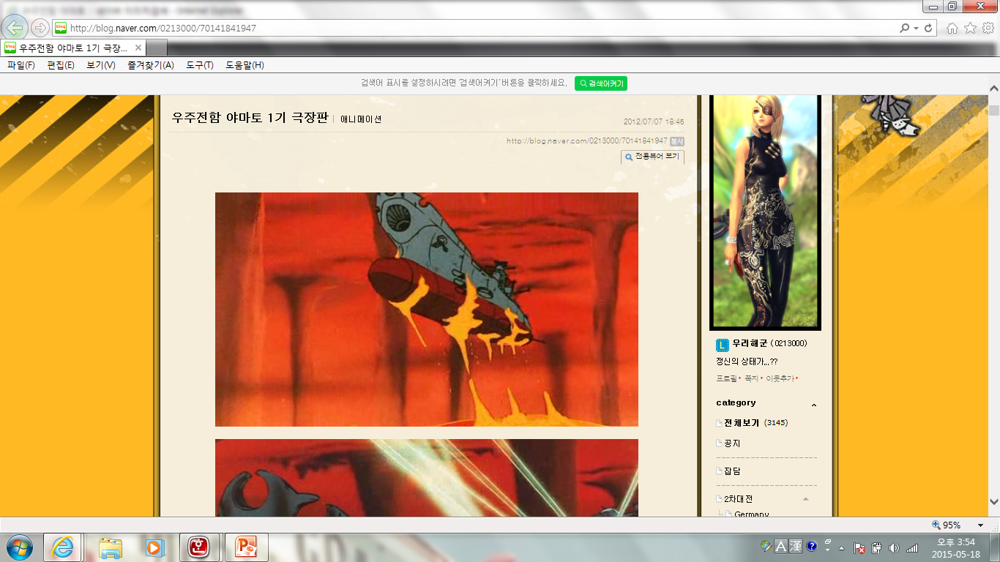 http://blog.naver.com/0213000/70141841947
우주전함 야마토 1기 극장...
파일(F) 편집(E) 보기(V) 즐겨찾기(A) 도구(T) 도움말(H)
검색어 표시를 설정하시려면 '검색어켜기' 버튼을 클릭하세요. 검색어켜기
우주전함 야마토 1기 극장판 | 애니메이션
2012/07/07 18:46
http://blog.naver.com/0213000/70141841947 복사
전용뷰어 보기
L 우리해군 (0213000)
정신의 상태가...??
프로필 쪽지 이웃추가
category
전체보기 (3145)
공지
잡담
2차대전
Germany
95%
A 漢
오후 3:54
2015-05-18